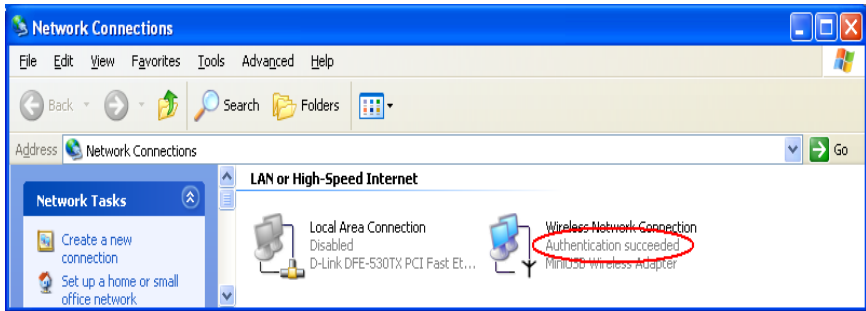 Network Connections
File Edit View Favorites Tools Advanced Help
Back Search Folders
Address Network Connections Go
Network Tasks
Create a new
connection
Set up a home or small
office network
LAN or High-Speed Internet
Local Area Connection
Disabled
D-Link DFE-530TX PCI Fast Et...
Wireless Network Connection
Authentication succeeded
MiniUSB Wireless Adapter